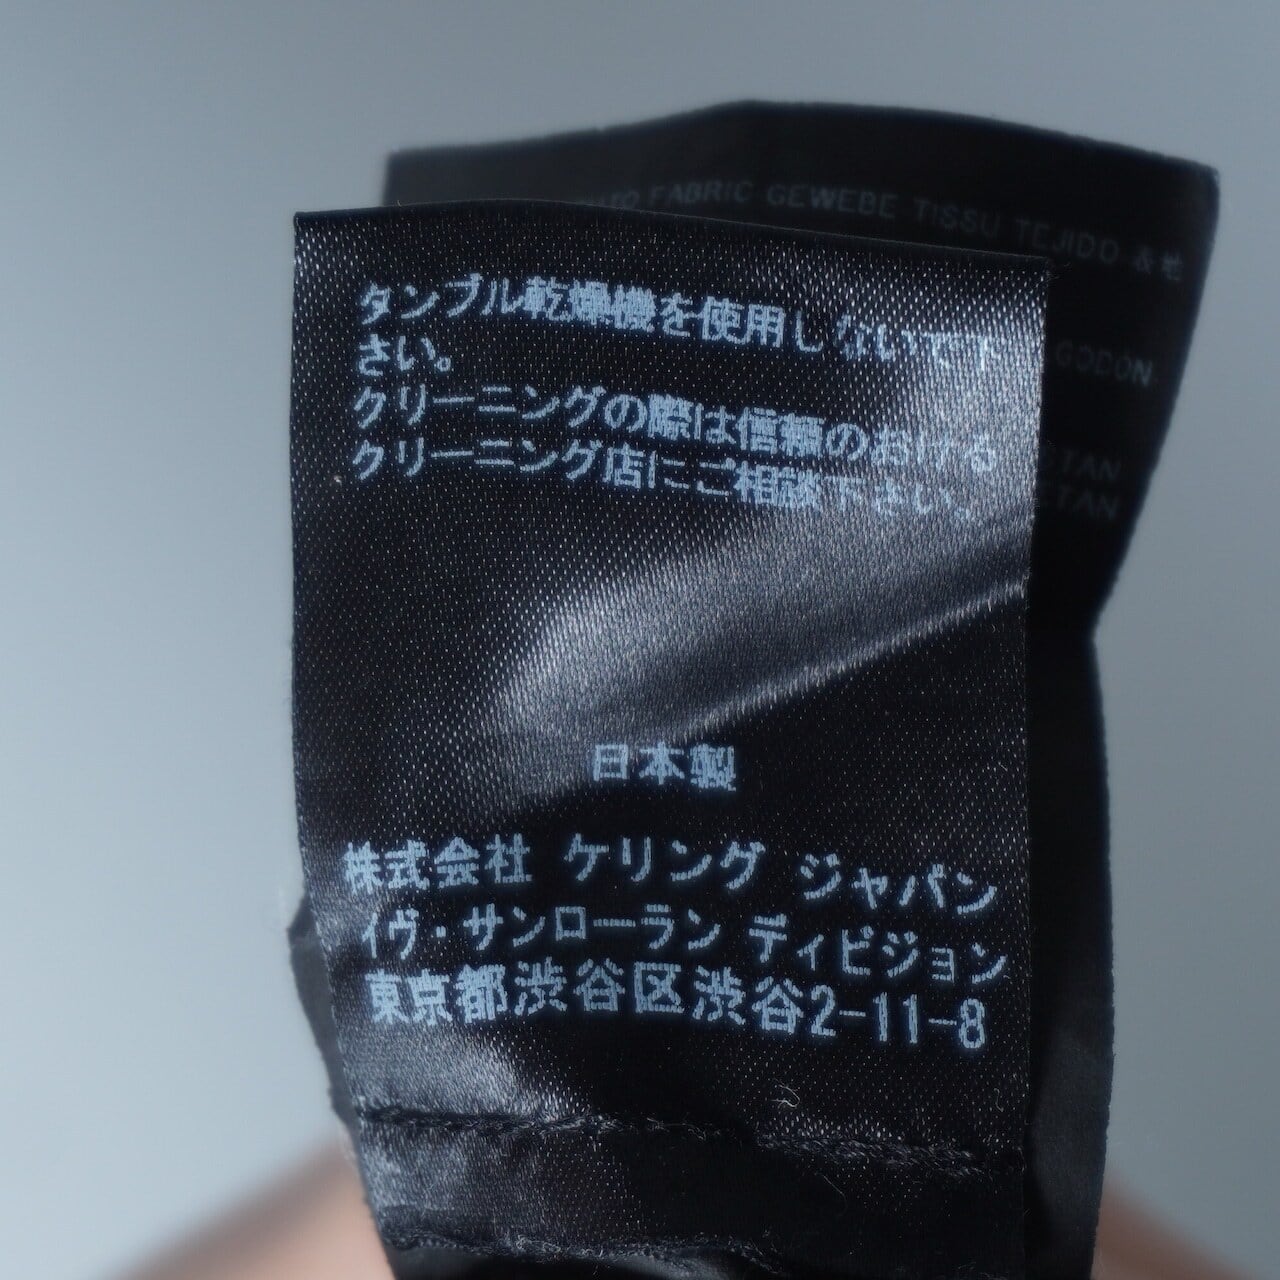 FABRIC GEWEBE TISSU TEJIDO 表地
GODON
タンブル乾燥機を使用しないで下
さい。
クリーニングの際は信頼のおける
クリーニング店にご相談下さい。
日本製
株式会社 ケリング ジャパン
イヴ・サンローラン ディビジョン
東京都渋谷区渋谷2-11-8